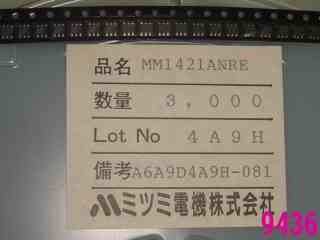 品名 MM1421ANRE
数量 3,000
Lot No 4A9H
備考 A6A9D4A9H-081
ミツミ電機株式会社
9436